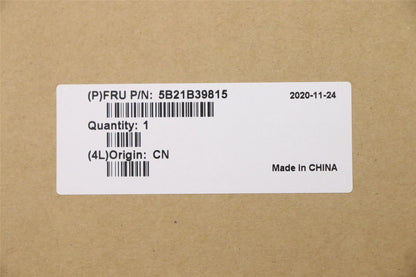 (P)FRU P/N: 5B21B39815 2020-11-24
Quantity: 1
(4L)Origin: CN
Made in CHINA